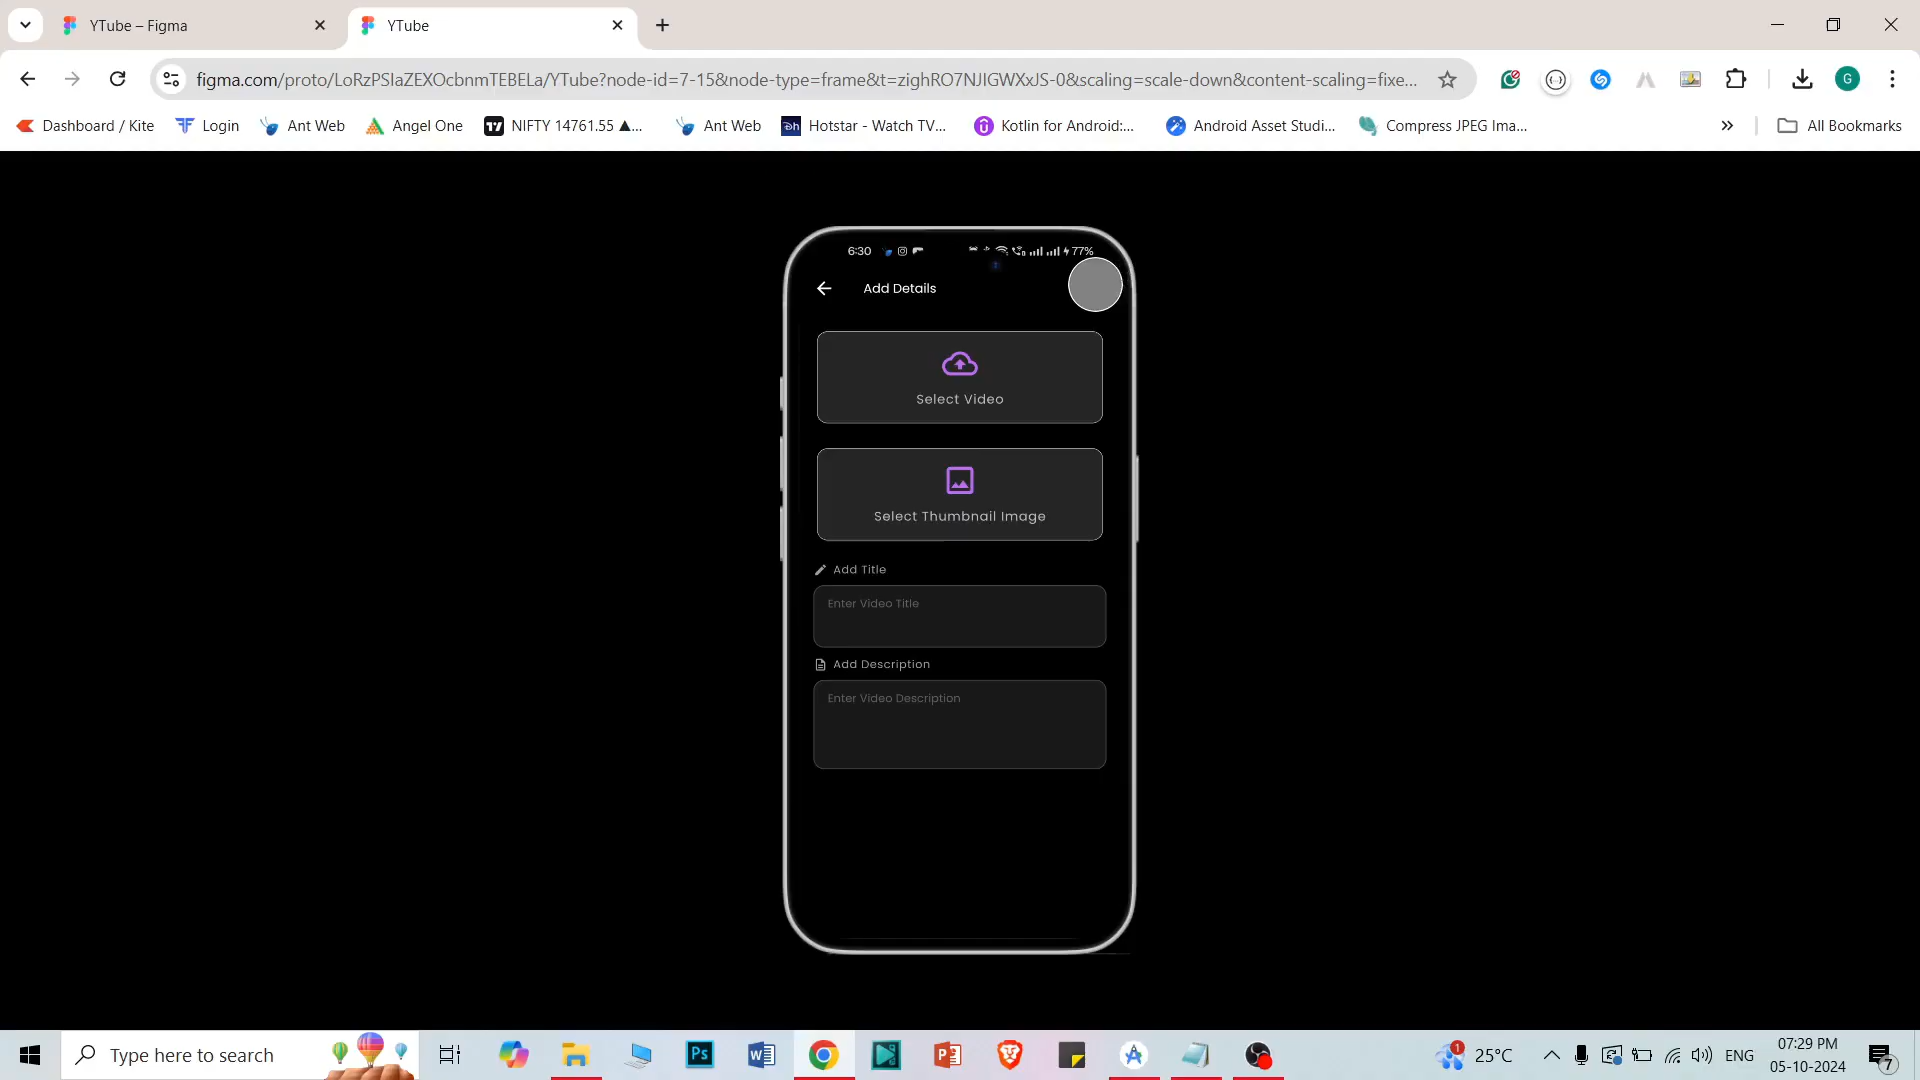 YTube – Figma
YTube
figma.com/proto/LoRzPSlaZEXOcbnmTEBELa/YTube?node-id=7-15&node-type=frame&t=zighRO7NJIGWXxJS-0&scaling=scale-down&content-scaling=fixe...
G
Dashboard / Kite
Login
Ant Web
Angel One
NIFTY 14761.55 ▲...
Ant Web
Hotstar - Watch TV...
Kotlin for Android:...
Android Asset Studi...
Compress JPEG Ima...
All Bookmarks
6:30
77%
Add Details
Select Video
Select Thumbnail Image
Add Title
Enter Video Title
Add Description
Enter Video Description
Type here to search
1
25°C
ENG
07:29 PM
05-10-2024
7